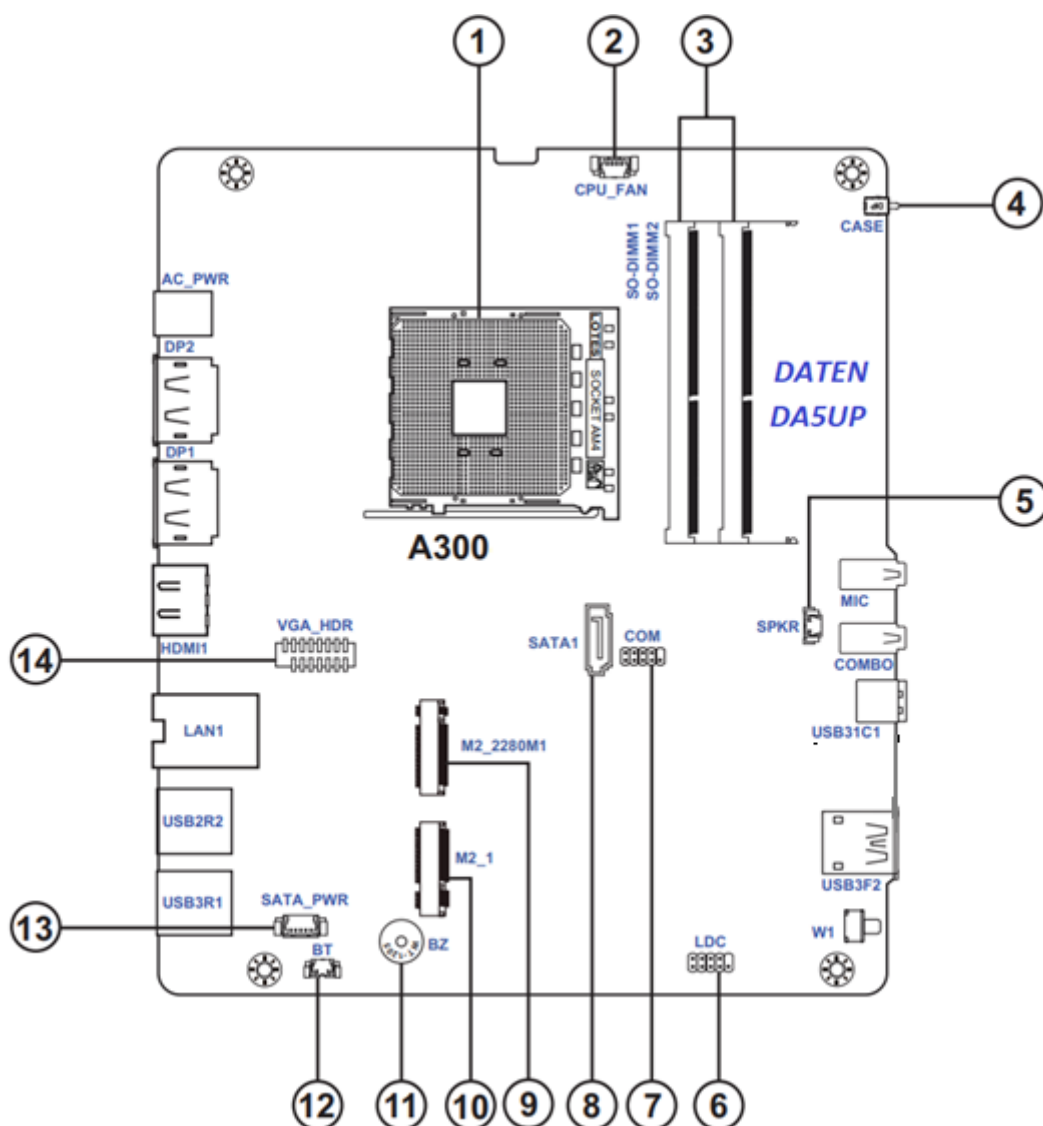 1
2
3
CPU_FAN
4
CASE
SO-DIMM1
SO-DIMM2
AC_PWR
LOTES
DP2
SOCKET AM4
DATEN
DA5UP
DP1
5
A300
MIC
VGA_HDR
SPKR
SATA1
COM
14
HDMI1
COMBO
LAN1
USB31C1
M2_2280M1
USB2R2
M2_1
USB3F2
USB3R1
SATA_PWR
13
W1
BT
BZ
LDC
12
11
10
9
8
7
6